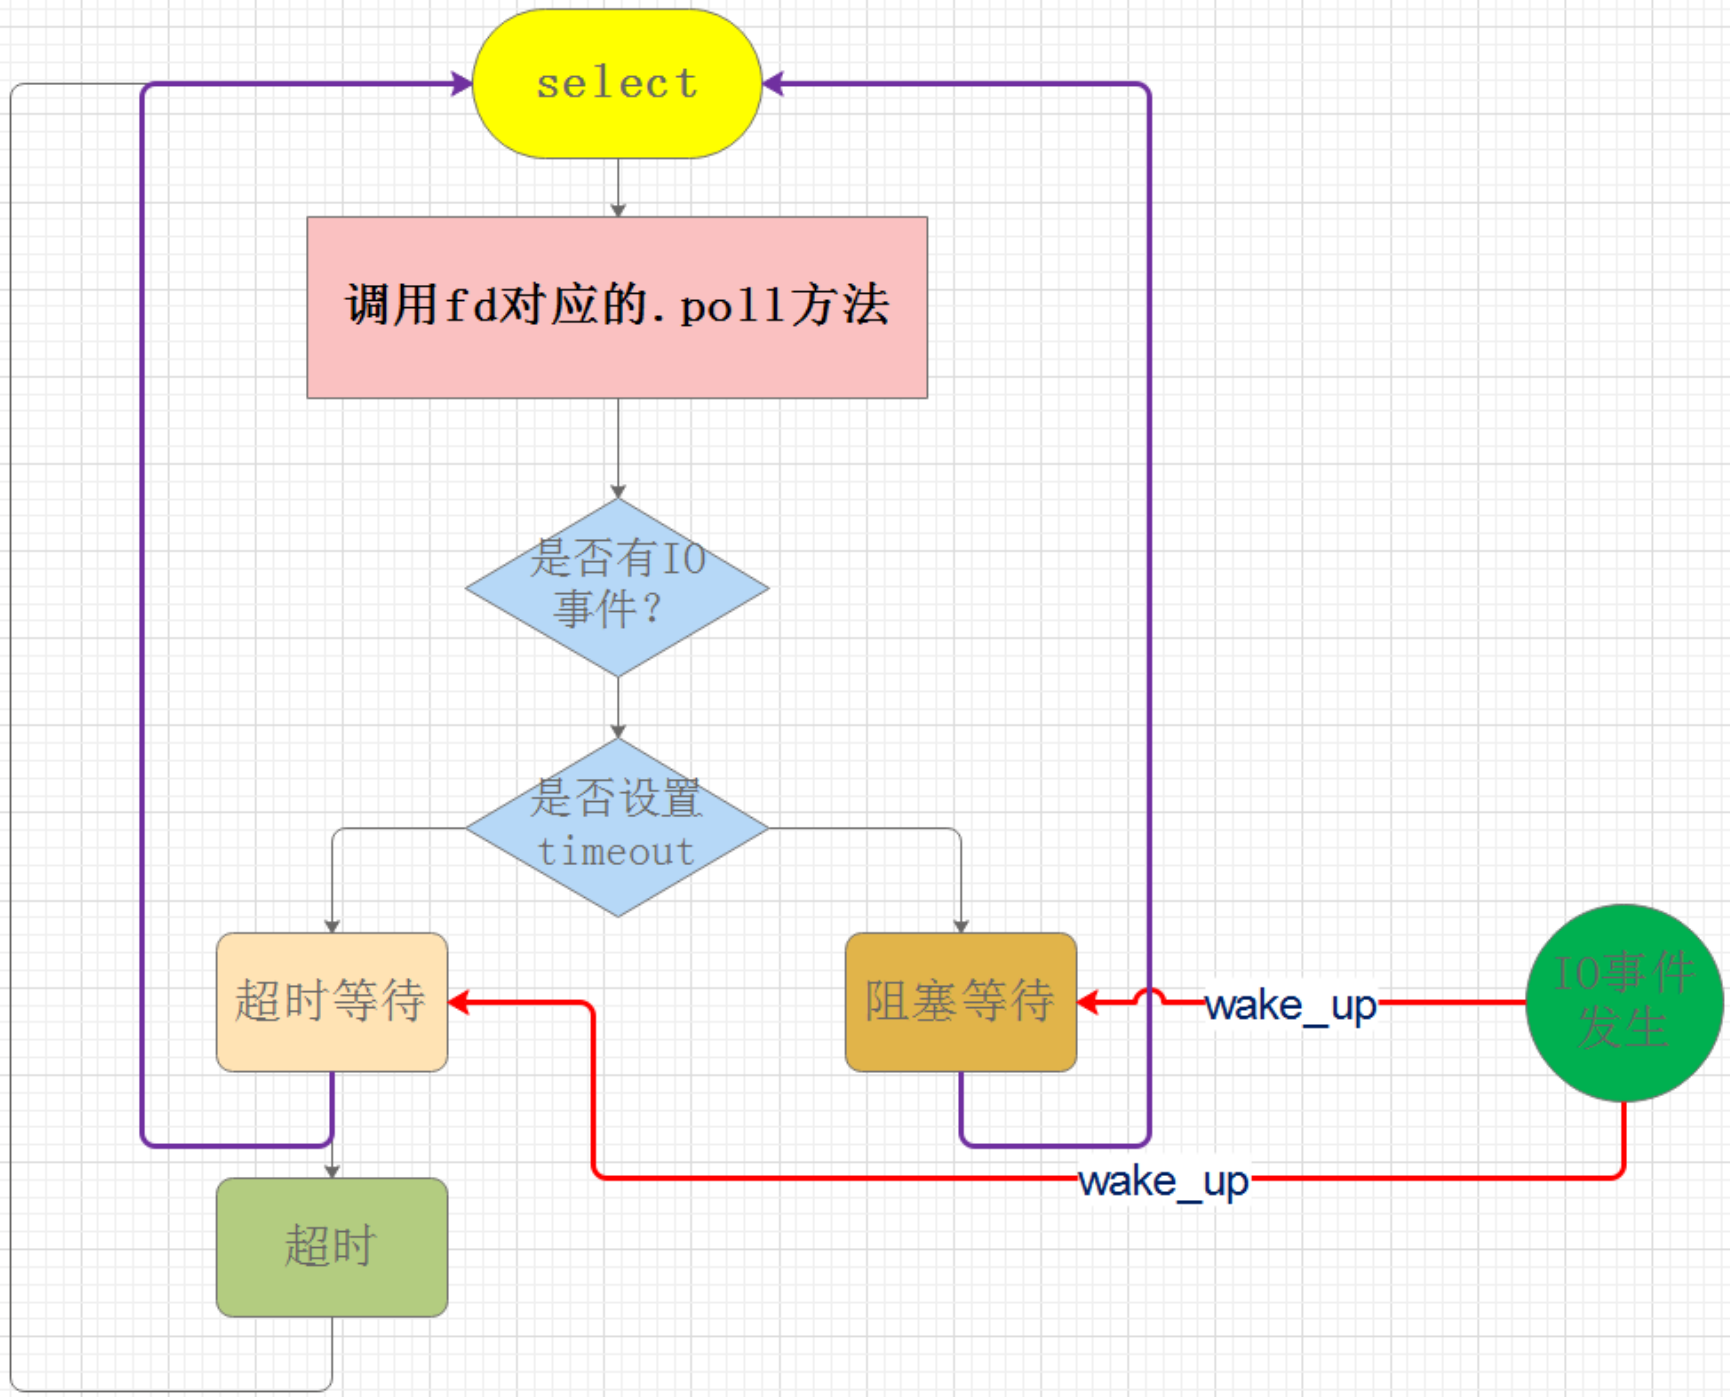 select
调用fd对应的.poll方法
是否有IO
事件？
是否设置
timeout
超时等待
阻塞等待
wake_up
IO事件
发生
wake_up
超时